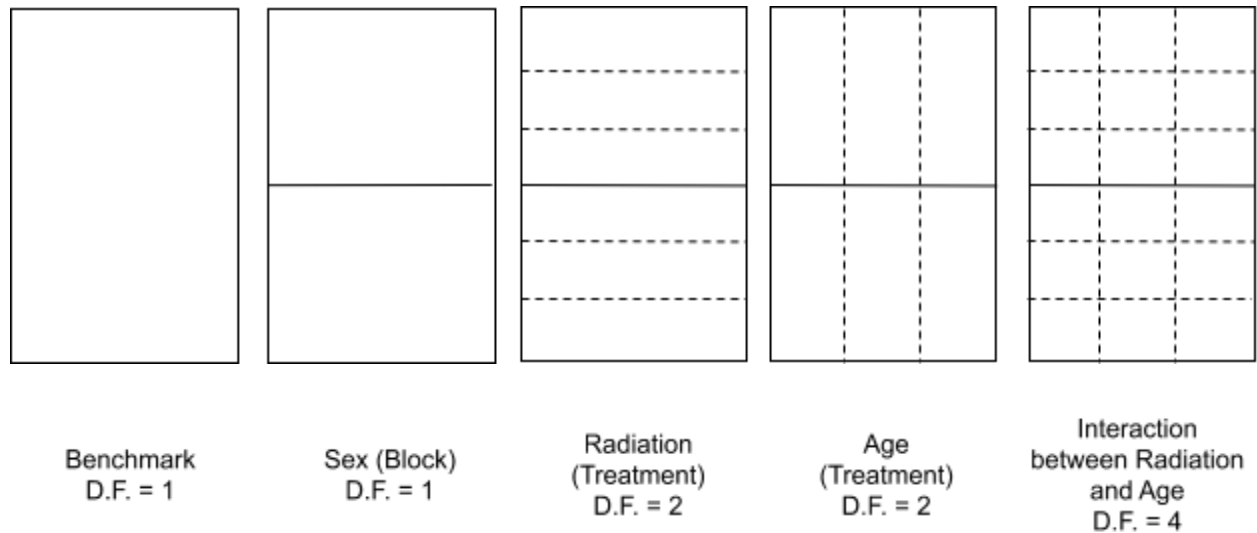 Benchmark
D.F. = 1
Sex (Block)
D.F. = 1
Radiation
(Treatment)
D.F. = 2
Age
(Treatment)
D.F. = 2
Interaction
between Radiation
and Age
D.F. = 4